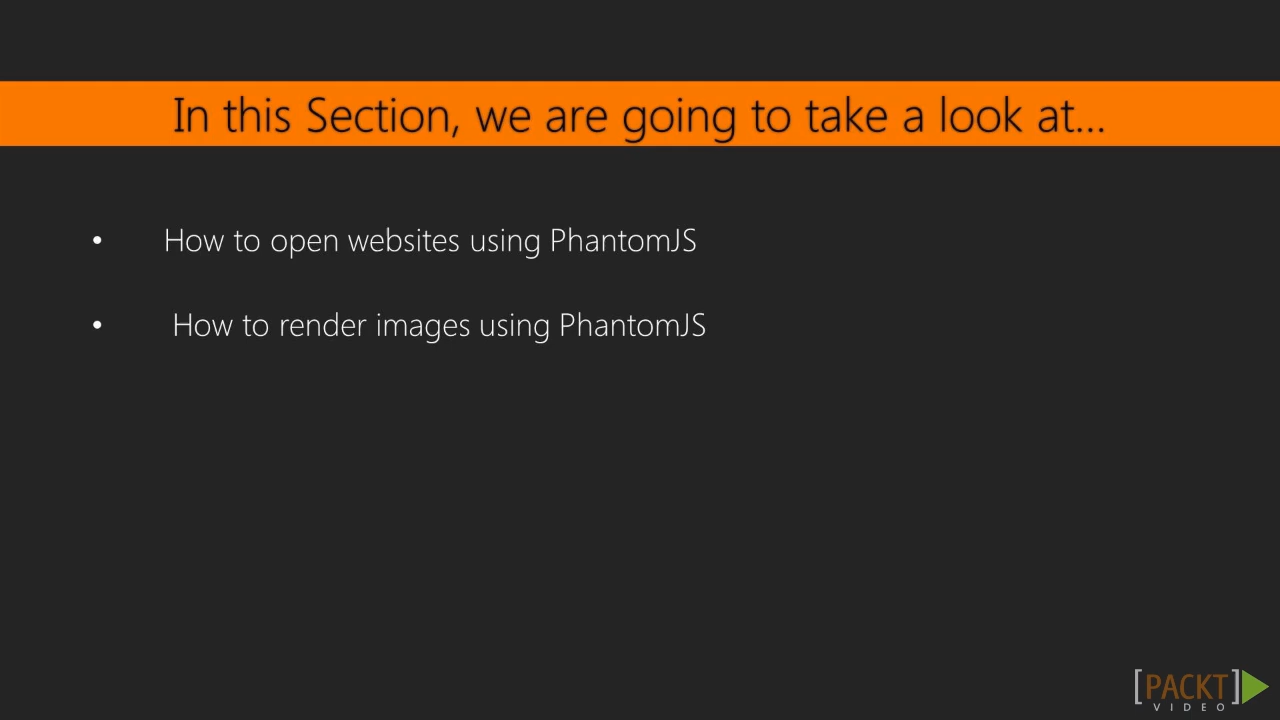 In this Section, we are going to take a look at...
• How to open websites using PhantomJS
• How to render images using PhantomJS
[PACKT]
VIDEO